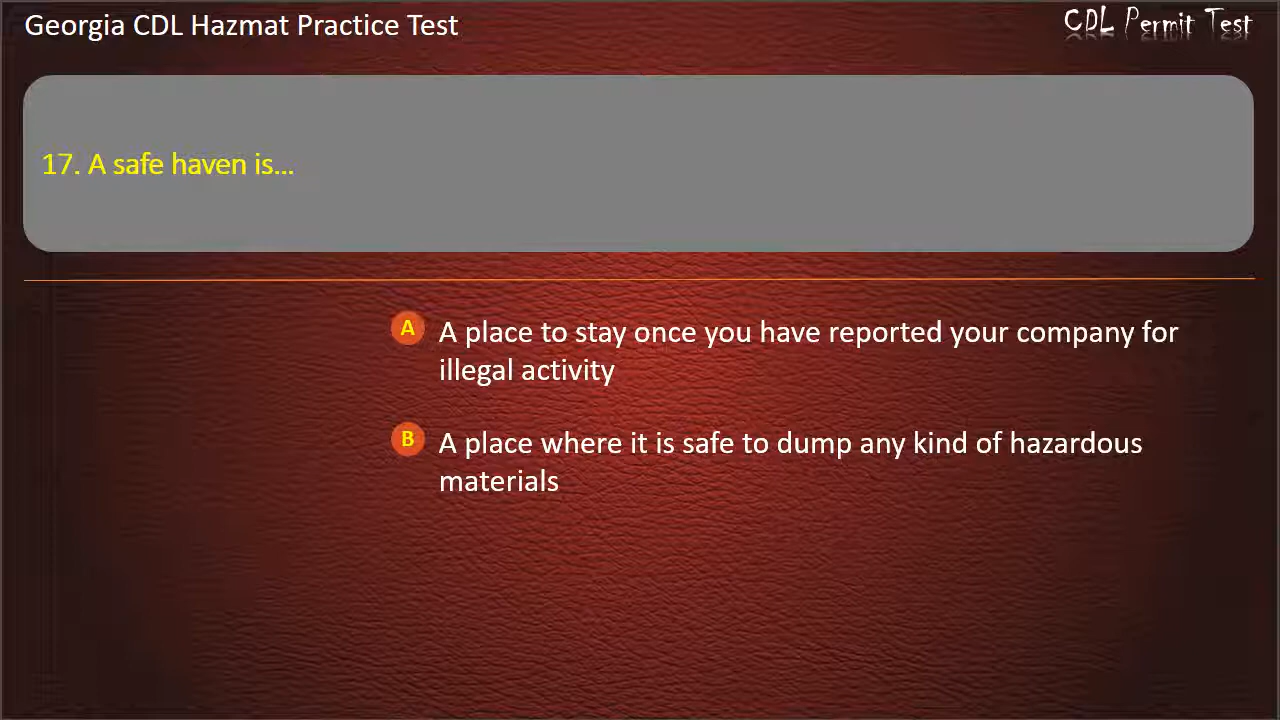 Georgia CDL Hazmat Practice Test
CDL Permit Test
17. A safe haven is...
A
A place to stay once you have reported your company for
illegal activity
B
A place where it is safe to dump any kind of hazardous
materials